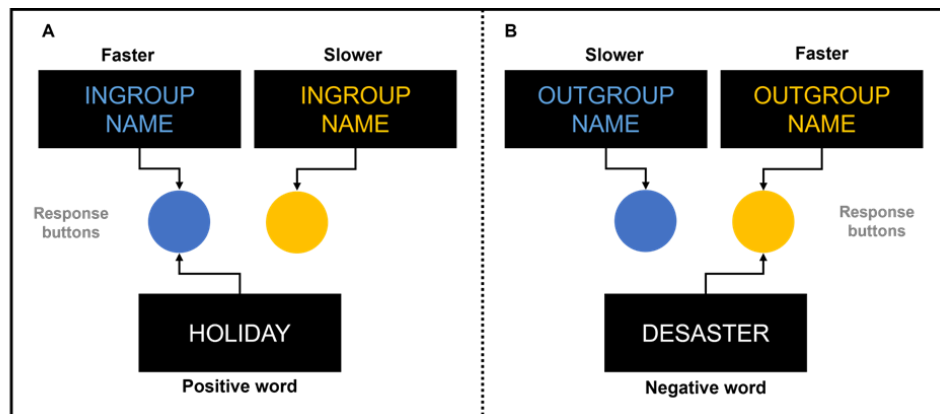 A
Faster
Slower
INGROUP
NAME
INGROUP
NAME
Response
buttons
HOLIDAY
Positive word
B
Slower
Faster
OUTGROUP
NAME
OUTGROUP
NAME
Response
buttons
DESASTER
Negative word